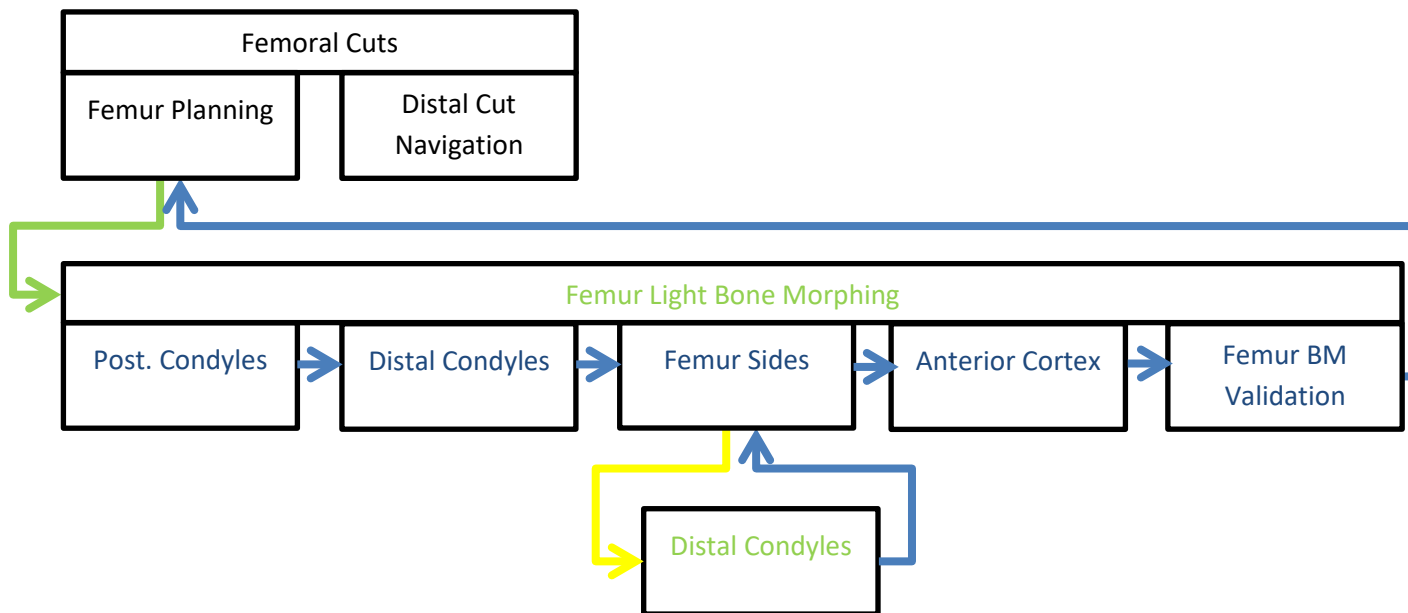 Femoral Cuts
Femur Planning
Distal Cut
Navigation
Femur Light Bone Morphing
Post. Condyles
Distal Condyles
Femur Sides
Anterior Cortex
Femur BM
Validation
Distal Condyles